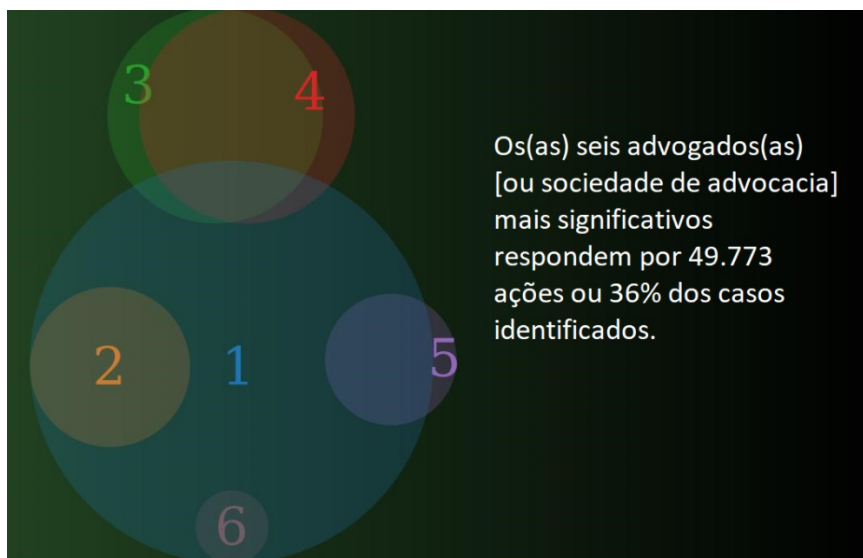 3
4
Os(as) seis advogados(as)
[ou sociedade de advocacia]
mais significativos
respondem por 49.773
ações ou 36% dos casos
identificados.
2
1
5
6